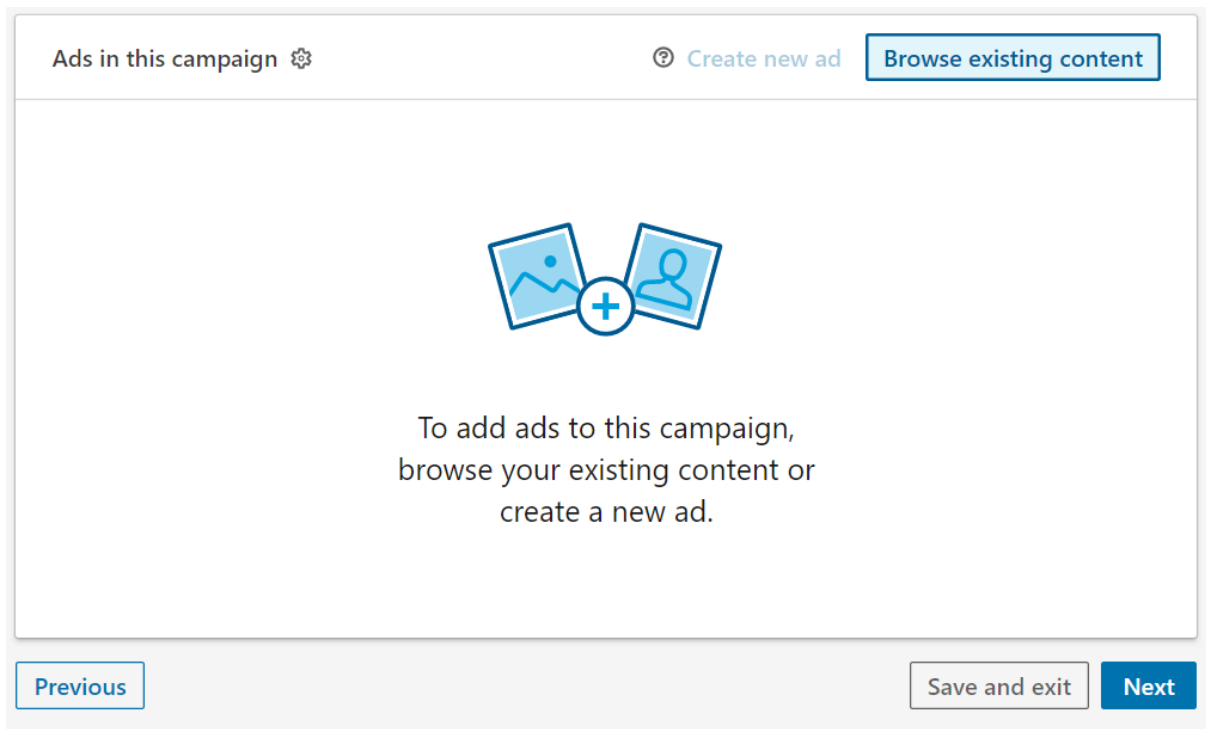 Ads in this campaign
Create new ad
Browse existing content
To add ads to this campaign,
browse your existing content or
create a new ad.
Previous
Save and exit
Next